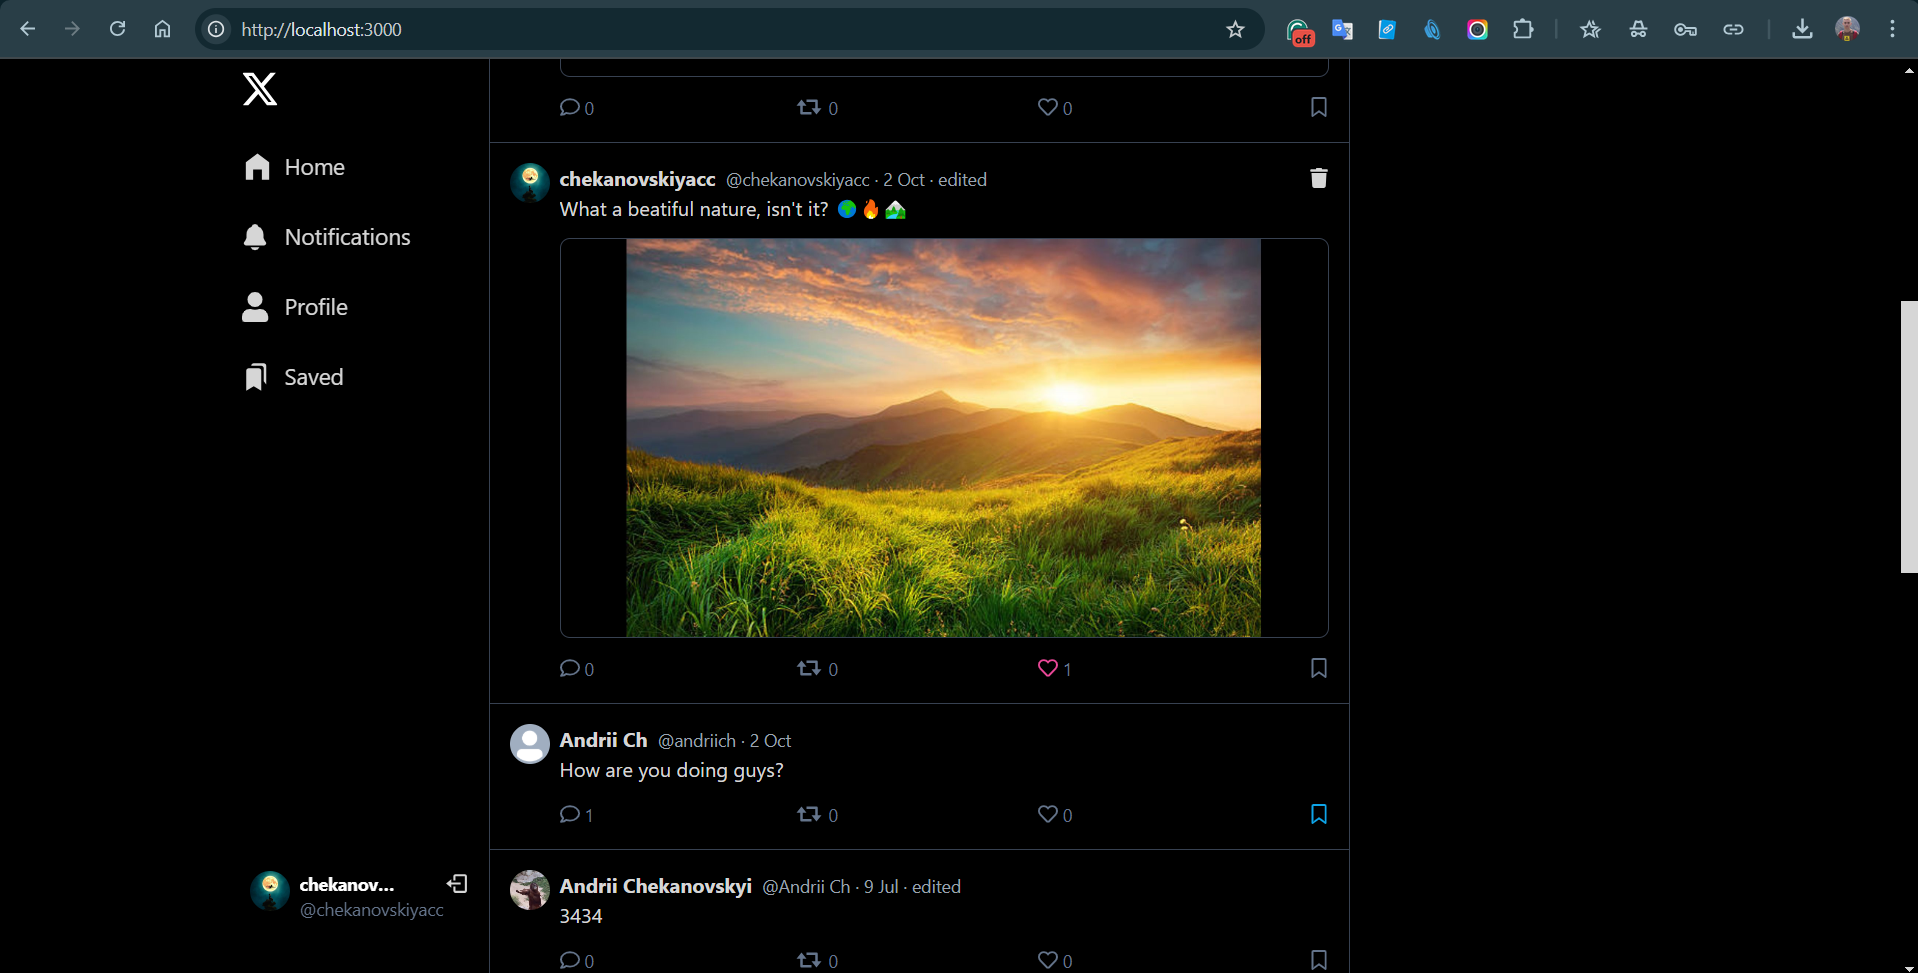 http://localhost:3000
off
Home
Notifications
Profile
Saved
chekanov...
@chekanovskiyacc
0 0 0
chekanovskiyacc @chekanovskiyacc · 2 Oct · edited
What a beatiful nature, isn't it? 🌍🔥🏞️
0 0 1
Andrii Ch @andriich · 2 Oct
How are you doing guys?
1 0 0
Andrii Chekanovskyi @Andrii Ch · 9 Jul · edited
3434
0 0 0